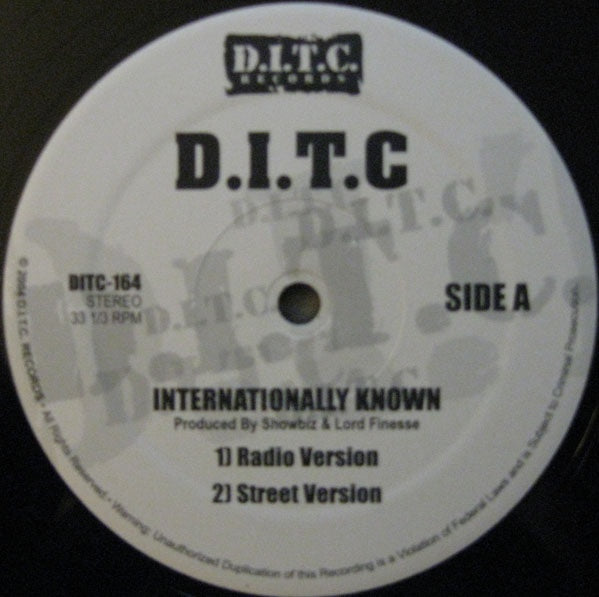 D.I.T.C.
RECORDS
D.I.T.C
DITC-164
STEREO
33 1/3 RPM
SIDE A
INTERNATIONALLY KNOWN
Produced By Showbiz & Lord Finesse
1) Radio Version
2) Street Version
D.I.T.C. RECORDS • All Rights Reserved • Warning: Unauthorized Duplication of this Recording is a Violation of Federal Laws and is Subject to Criminal Prosecution.